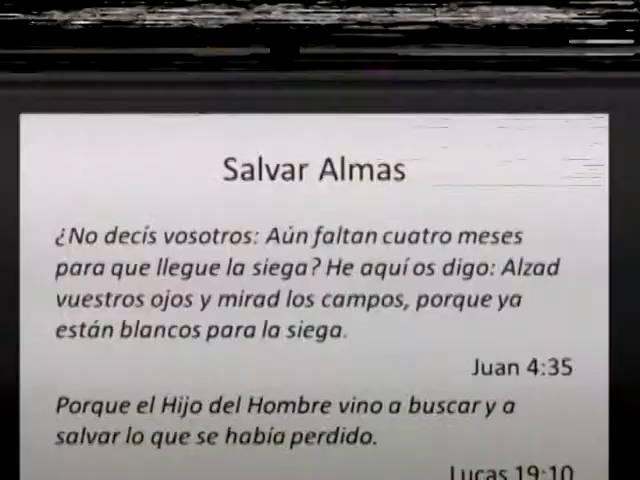 Salvar Almas
¿No decís vosotros: Aún faltan cuatro meses
para que llegue la siega? He aquí os digo: Alzad
vuestros ojos y mirad los campos, porque ya
están blancos para la siega.
Juan 4:35
Porque el Hijo del Hombre vino a buscar y a
salvar lo que se había perdido.
Lucas 19:10